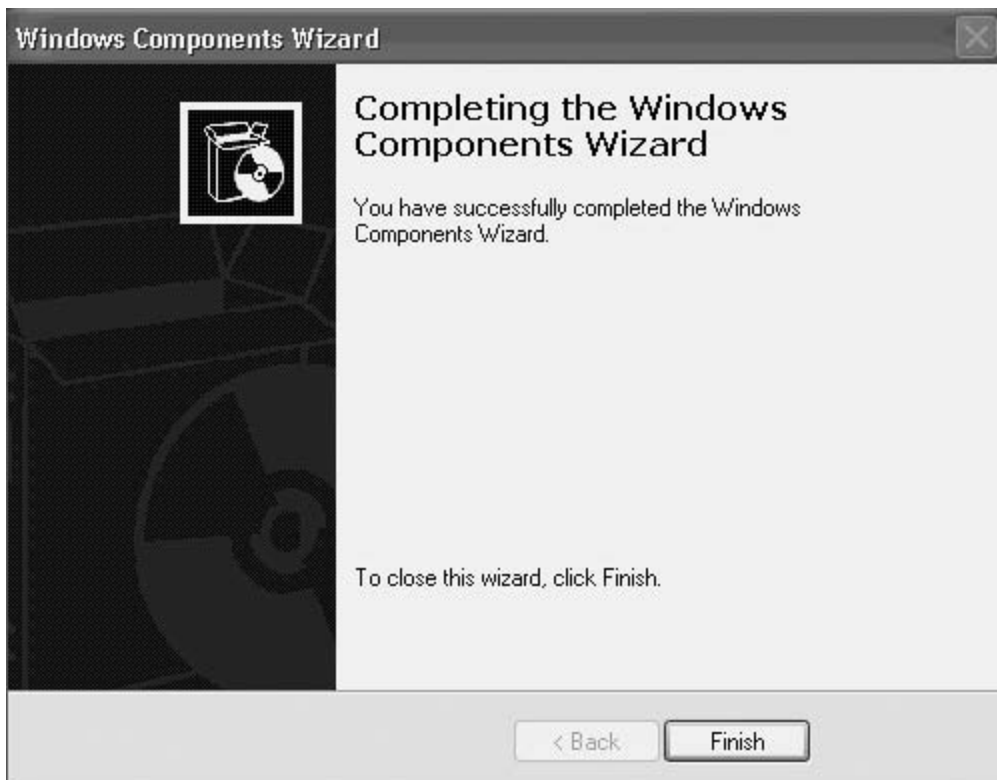 Windows Components Wizard
Completing the Windows
Components Wizard
You have successfully completed the Windows
Components Wizard.
To close this wizard, click Finish.
< Back
Finish